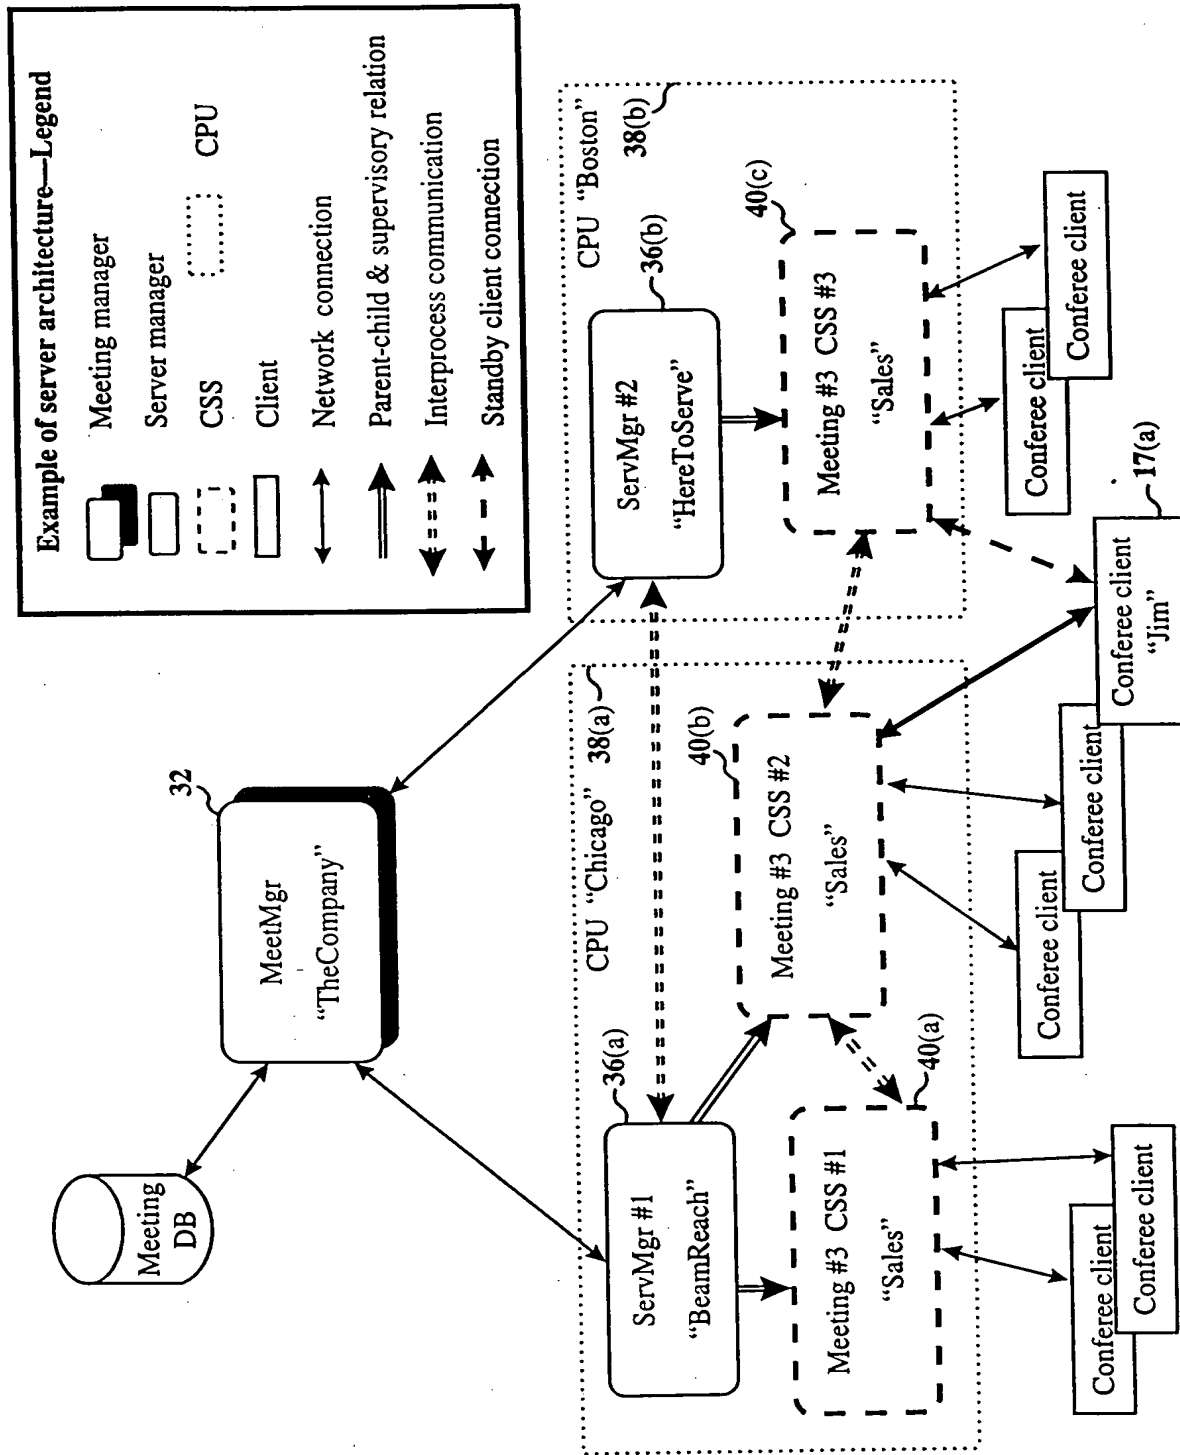 Example of server architecture—Legend
Meeting manager
Server manager
CSS
CPU
Client
Network connection
Parent-child & supervisory relation
Interprocess communication
Standby client connection
Meeting
DB
32
MeetMgr
“TheCompany”
CPU “Chicago”
38(a)
CPU “Boston”
38(b)
36(a)
ServMgr #1
“BeamReach”
36(b)
ServMgr #2
“HereToServe”
40(a)
Meeting #3 CSS #1
“Sales”
40(b)
Meeting #3 CSS #2
“Sales”
40(c)
Meeting #3 CSS #3
“Sales”
Conferee client
Conferee client
Conferee client
Conferee client
Conferee client
“Jim”
17(a)
Conferee client
Conferee client